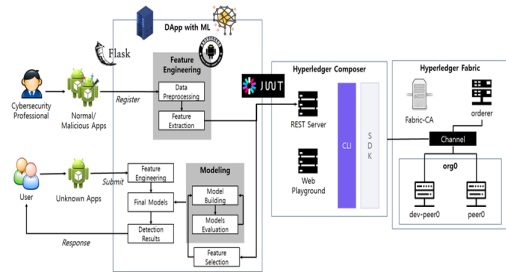 DApp with ML
Flask
Feature
Engineering
Data
Preprocessing
Feature
Extraction
Cybersecurity
Professional
Normal/
Malicious Apps
Register
JWT
Hyperledger Composer
REST Server
Web
Playground
CLI
SDK
Hyperledger Fabric
Fabric-CA
orderer
Channel
org0
dev-peer0
peer0
User
Unknown Apps
Submit
Response
Feature
Engineering
Final Models
Detection
Results
Modeling
Model
Building
Models
Evaluation
Feature
Selection